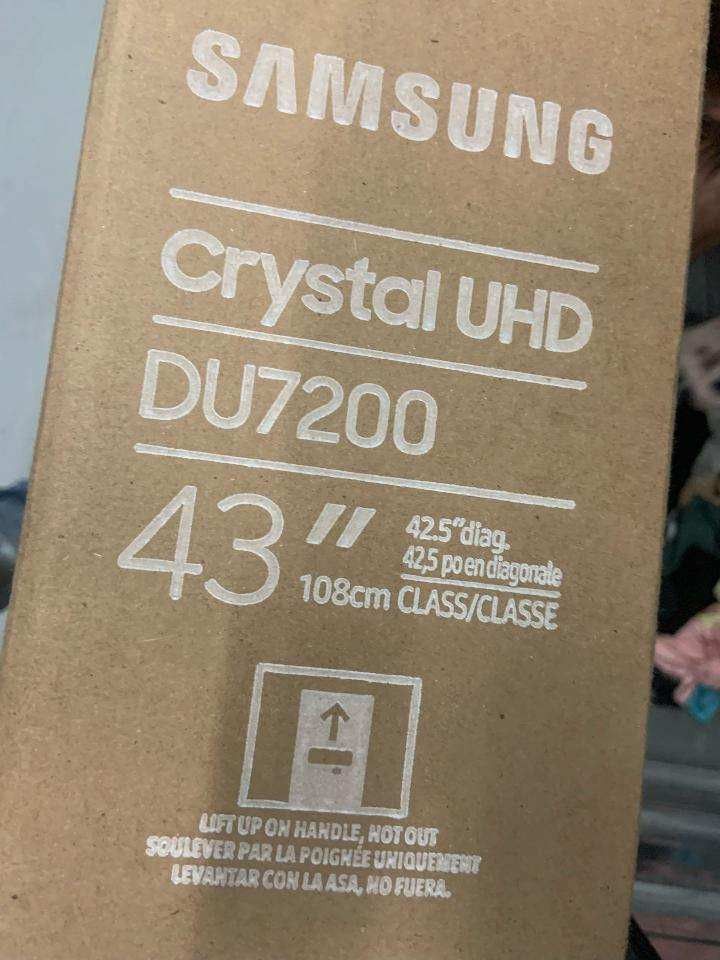 SAMSUNG
Crystal UHD
DU7200
43"
42.5"diag.
42,5 po en diagonale
108cm CLASS/CLASSE
LIFT UP ON HANDLE, NOT OUT
SOULEVER PAR LA POIGNÉE UNIQUEMENT
LEVANTAR CON LA ASA, NO FUERA.